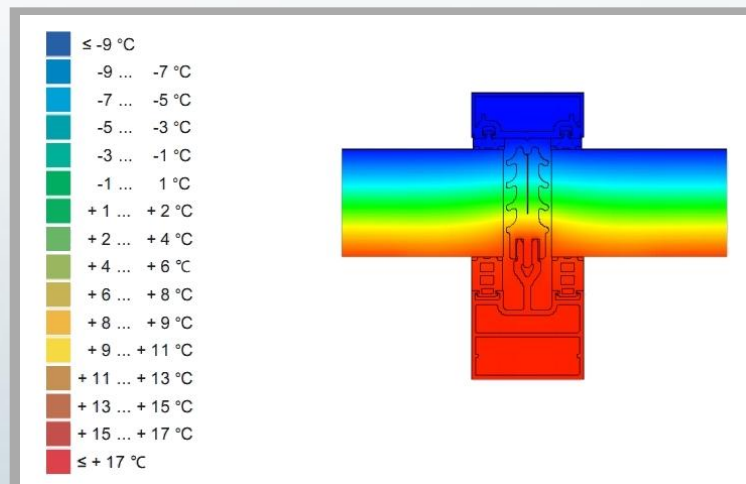 ≤ -9 °C
-9 ... -7 °C
-7 ... -5 °C
-5 ... -3 °C
-3 ... -1 °C
-1 ... 1 °C
+ 1 ... + 2 °C
+ 2 ... + 4 °C
+ 4 ... + 6 ℃
+ 6 ... + 8 °C
+ 8 ... + 9 °C
+ 9 ... + 11 °C
+ 11 ... + 13 °C
+ 13 ... + 15 °C
+ 15 ... + 17 °C
≤ + 17 ℃